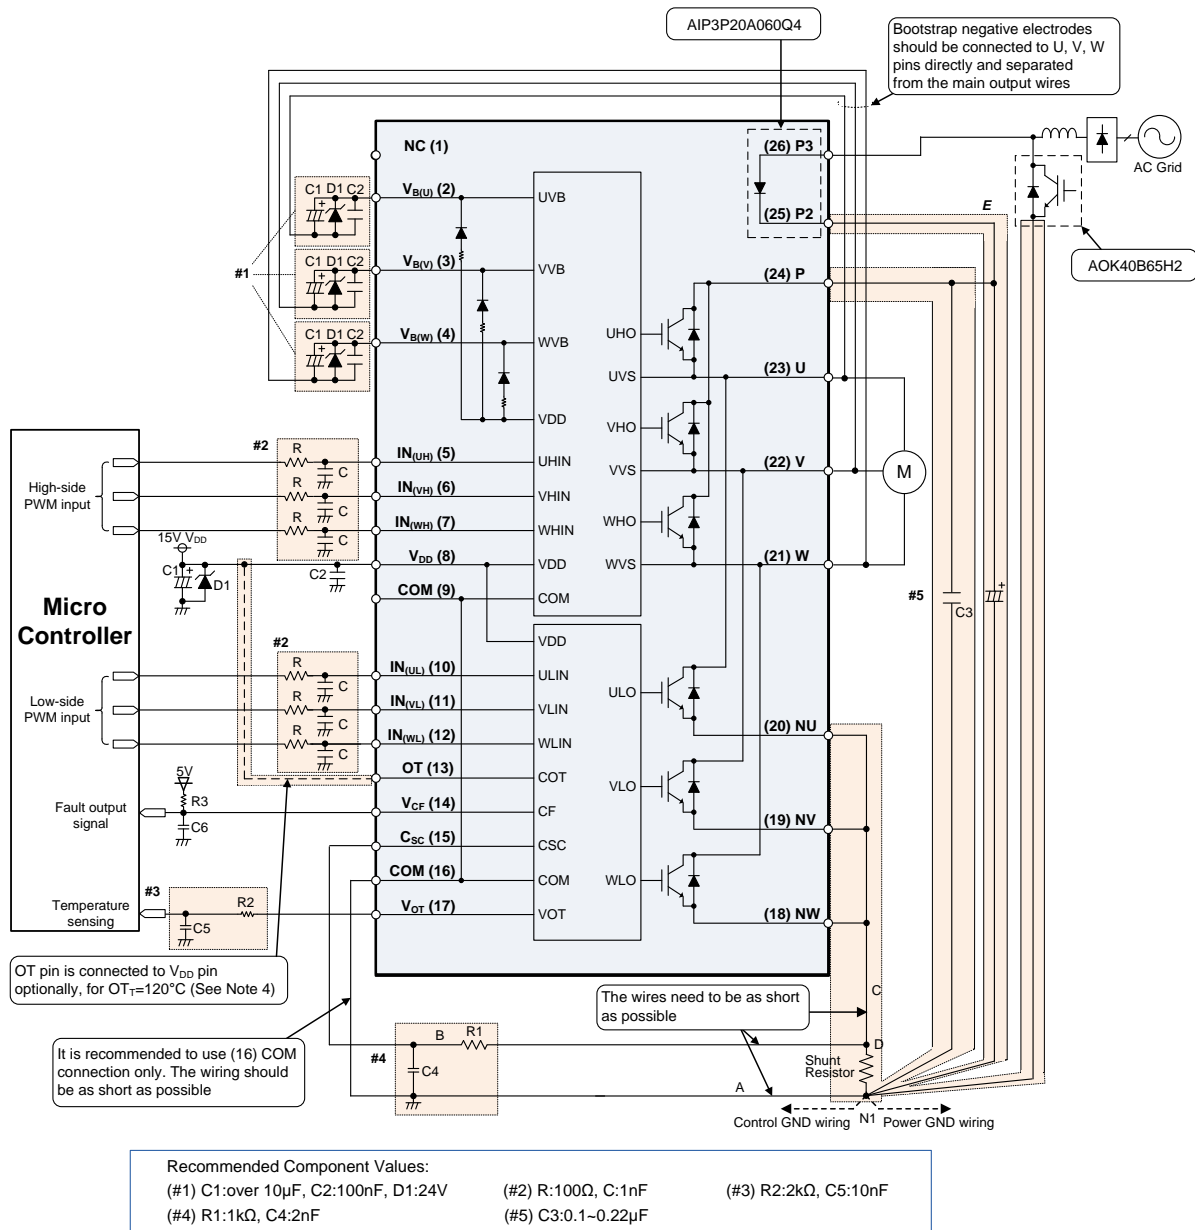 AIP3P20A060Q4
Bootstrap negative electrodes
should be connected to U, V, W
pins directly and separated
from the main output wires
NC (1)
(26) P3
AC Grid
C1 D1 C2
+
VB(U) (2)
UVB
(25) P2
E
AOK40B65H2
#1
C1 D1 C2
+
VB(V) (3)
VVB
(24) P
C1 D1 C2
+
VB(W) (4)
WVB
UHO
UVS
(23) U
VDD
VHO
#2
R
C
IN(UH) (5)
UHIN
VVS
(22) V
M
High-side
PWM input
R
C
IN(VH) (6)
VHIN
R
C
IN(WH) (7)
WHIN
WHO
15V VDD
C1
+
D1
C2
VDD (8)
VDD
WVS
(21) W
Micro
Controller
COM (9)
COM
#5
C3
+
VDD
#2
R
C
IN(UL) (10)
ULIN
ULO
Low-side
PWM input
R
C
IN(VL) (11)
VLIN
R
C
IN(WL) (12)
WLIN
(20) NU
OT (13)
COT
5V
R3
VLO
Fault output
signal
C6
VCF (14)
CF
(19) NV
CSC (15)
CSC
COM (16)
COM
WLO
#3
Temperature
sensing
R2
C5
VOT (17)
VOT
(18) NW
OT pin is connected to VDD pin
optionally, for OTT=120°C (See Note 4)
The wires need to be as short
as possible
C
It is recommended to use (16) COM
connection only. The wiring should
be as short as possible
#4
B
R1
C4
D
Shunt
Resistor
A
Control GND wiring
N1
Power GND wiring
Recommended Component Values:
(#1) C1:over 10µF, C2:100nF, D1:24V
(#2) R:100Ω, C:1nF
(#3) R2:2kΩ, C5:10nF
(#4) R1:1kΩ, C4:2nF
(#5) C3:0.1~0.22µF